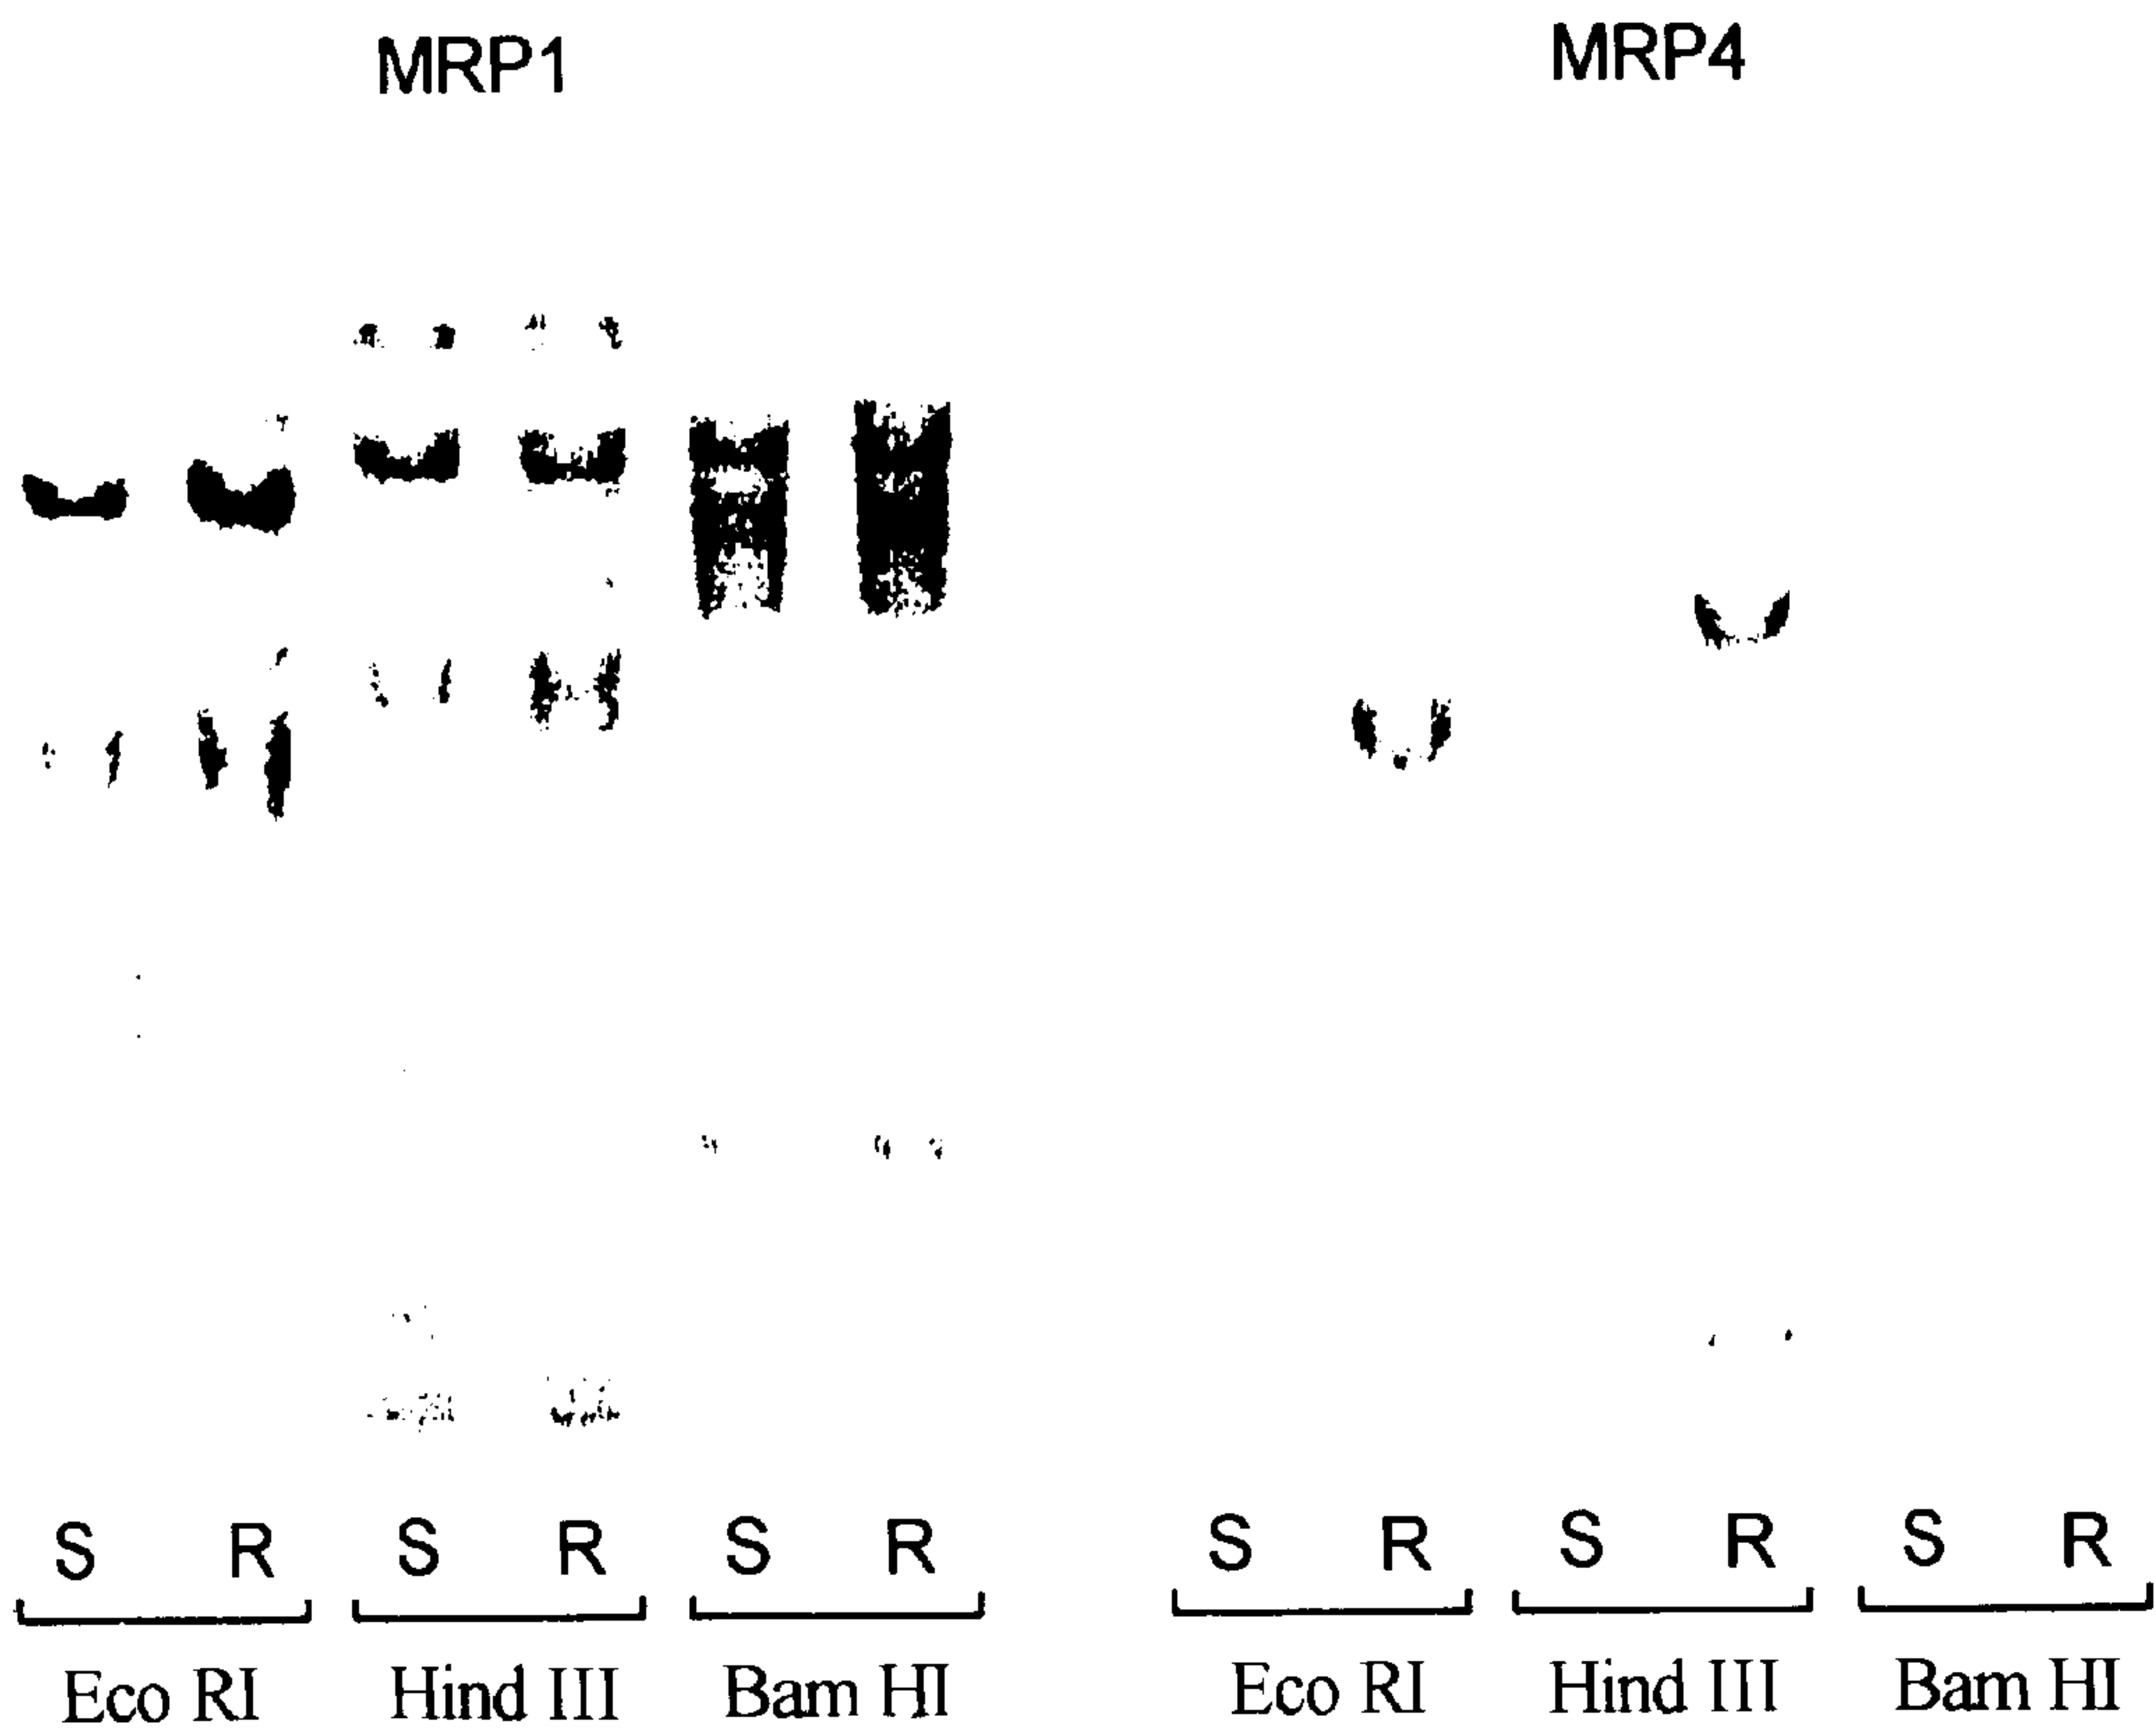 MRP1 MRP4
S R S R S R S R S R S R
Eco RI Hind III Bam HI Eco RI Hind III Bam HI